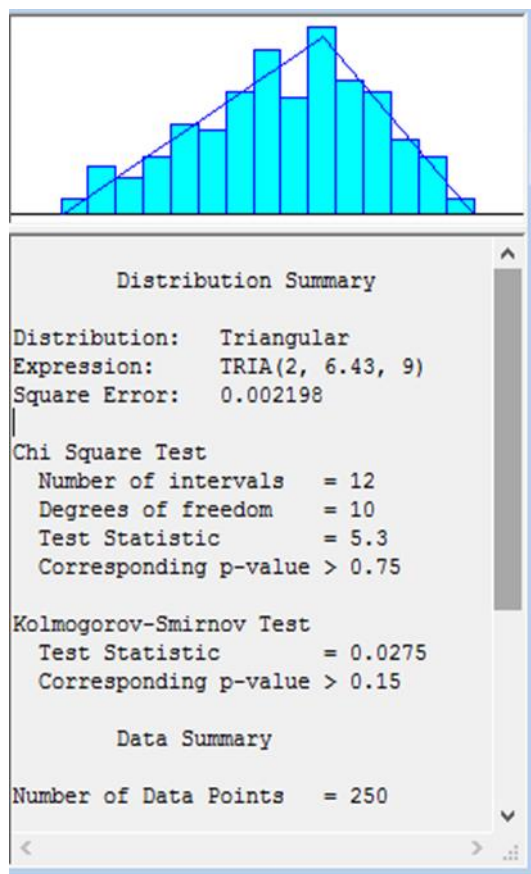 Distribution Summary
Distribution: Triangular
Expression: TRIA(2, 6.43, 9)
Square Error: 0.002198
Chi Square Test
Number of intervals = 12
Degrees of freedom = 10
Test Statistic = 5.3
Corresponding p-value > 0.75
Kolmogorov-Smirnov Test
Test Statistic = 0.0275
Corresponding p-value > 0.15
Data Summary
Number of Data Points = 250